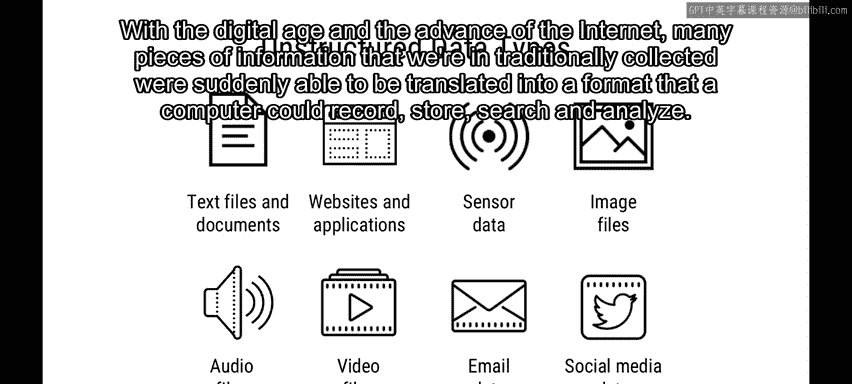 GPT中英字幕课程资源@bilibili.com
With the digital age and the advance of the Internet, many
Unstructured Data Types
pieces of information that we're in traditionally collected
were suddenly able to be translated into a format that a
computer could record, store, search and analyze.
Text files and
documents
Websites and
applications
Sensor
data
Image
files
Audio
Video
Email
Social media